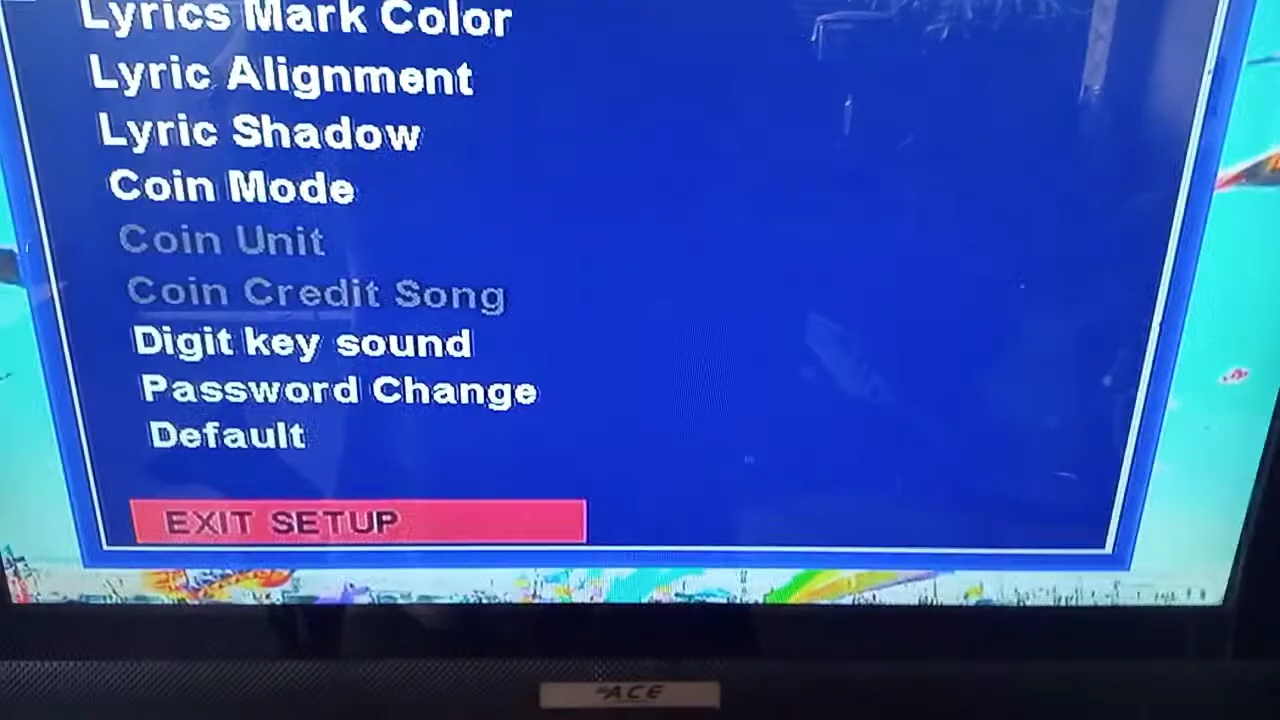 Lyrics Mark Color
Lyric Alignment
Lyric Shadow
Coin Mode
Coin Unit
Coin Credit Song
Digit key sound
Password Change
Default
EXIT SETUP
ACE